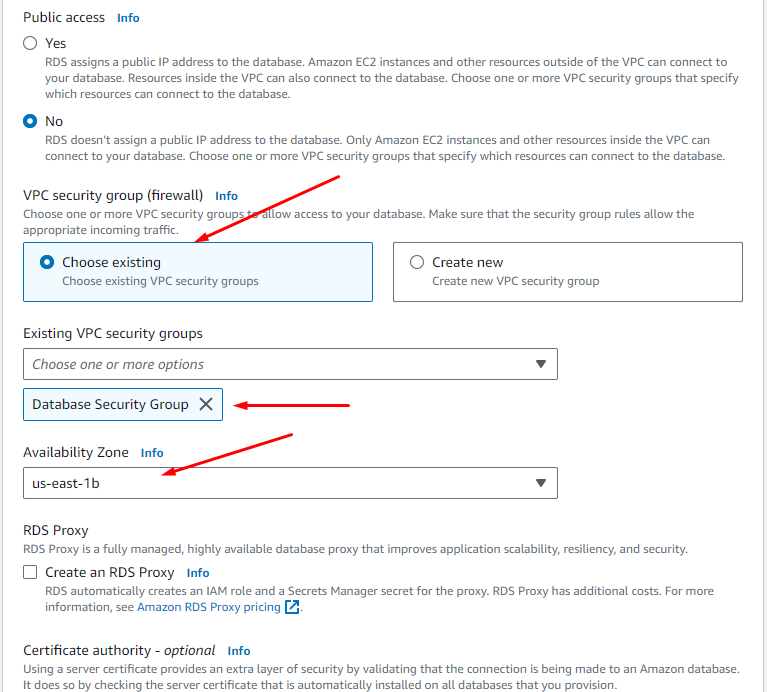 Public access Info
Yes
RDS assigns a public IP address to the database. Amazon EC2 instances and other resources outside of the VPC can connect to
your database. Resources inside the VPC can also connect to the database. Choose one or more VPC security groups that specify
which resources can connect to the database.
No
RDS doesn't assign a public IP address to the database. Only Amazon EC2 instances and other resources inside the VPC can
connect to your database. Choose one or more VPC security groups that specify which resources can connect to the database.
VPC security group (firewall) Info
Choose one or more VPC security groups to allow access to your database. Make sure that the security group rules allow the
appropriate incoming traffic.
Choose existing
Choose existing VPC security groups
Create new
Create new VPC security group
Existing VPC security groups
Choose one or more options
Database Security Group
Availability Zone Info
us-east-1b
RDS Proxy
RDS Proxy is a fully managed, highly available database proxy that improves application scalability, resiliency, and security.
Create an RDS Proxy Info
RDS automatically creates an IAM role and a Secrets Manager secret for the proxy. RDS Proxy has additional costs. For more
information, see Amazon RDS Proxy pricing.
Certificate authority - optional Info
Using a server certificate provides an extra layer of security by validating that the connection is being made to an Amazon database.
It does so by checking the server certificate that is automatically installed on all databases that you provision.